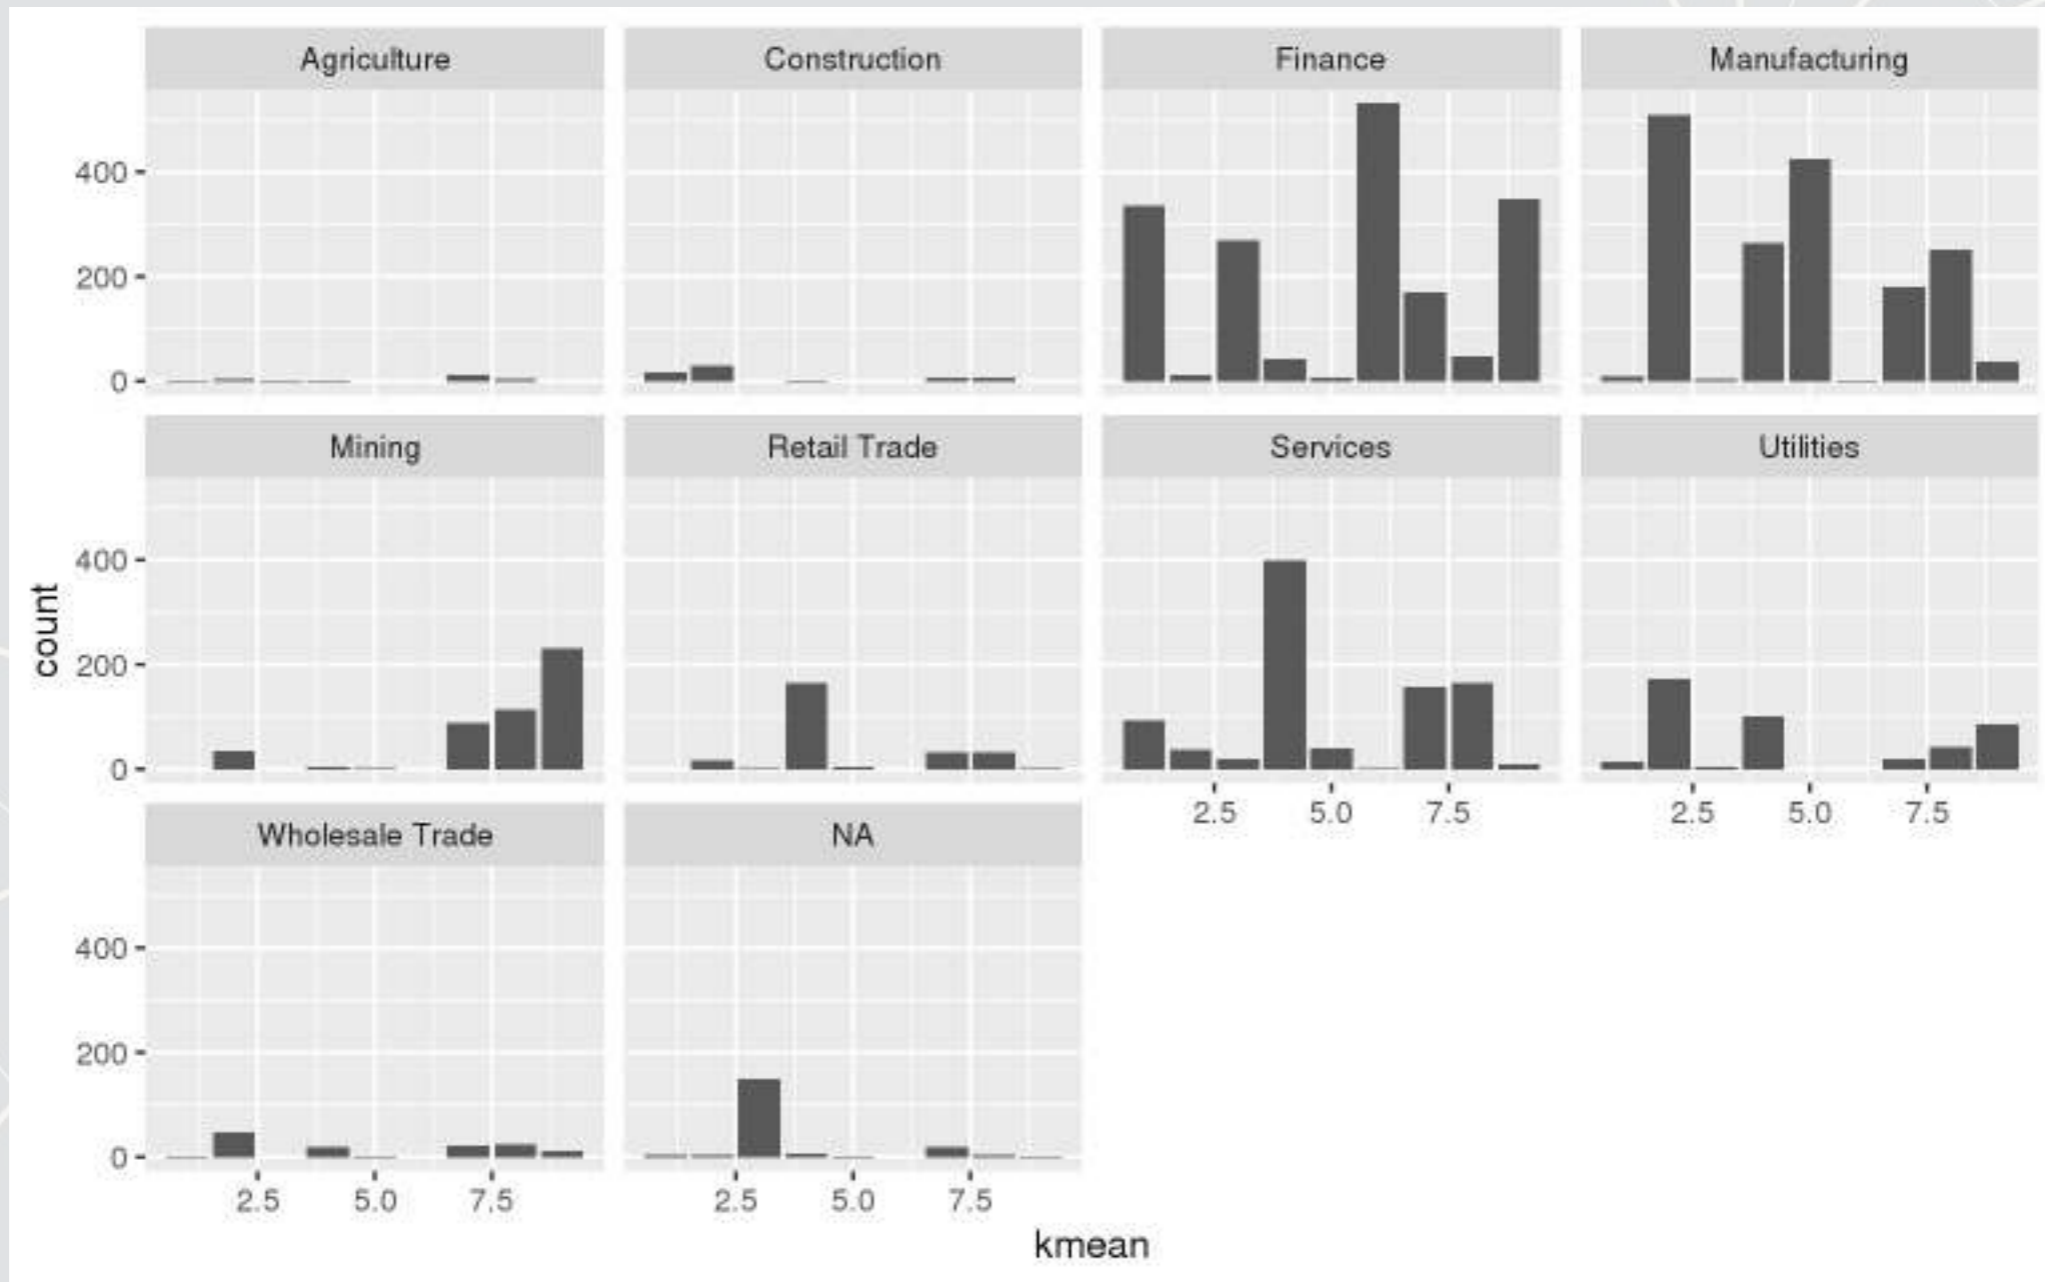 Agriculture
Construction
Finance
Manufacturing
400
200
0
Mining
Retail Trade
Services
Utilities
count
400
200
0
2.5 5.0 7.5
2.5 5.0 7.5
Wholesale Trade
NA
400
200
0
2.5 5.0 7.5
2.5 5.0 7.5
kmean